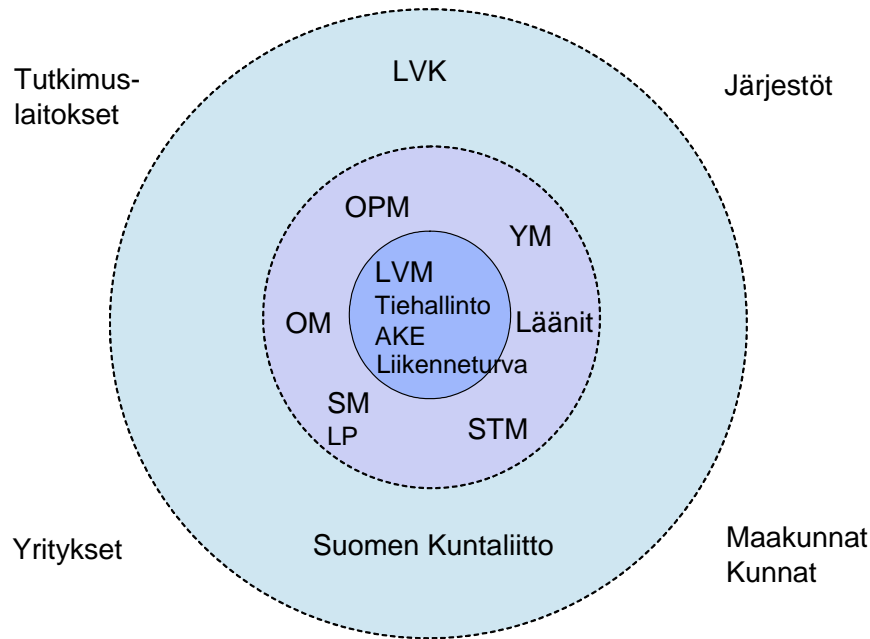 LVK
Tutkimus-
laitokset
Järjestöt
OPM
YM
LVM
Tiehallinto
AKE
Liikenneturva
OM
Läänit
SM
LP
STM
Yritykset
Suomen Kuntaliitto
Maakunnat
Kunnat